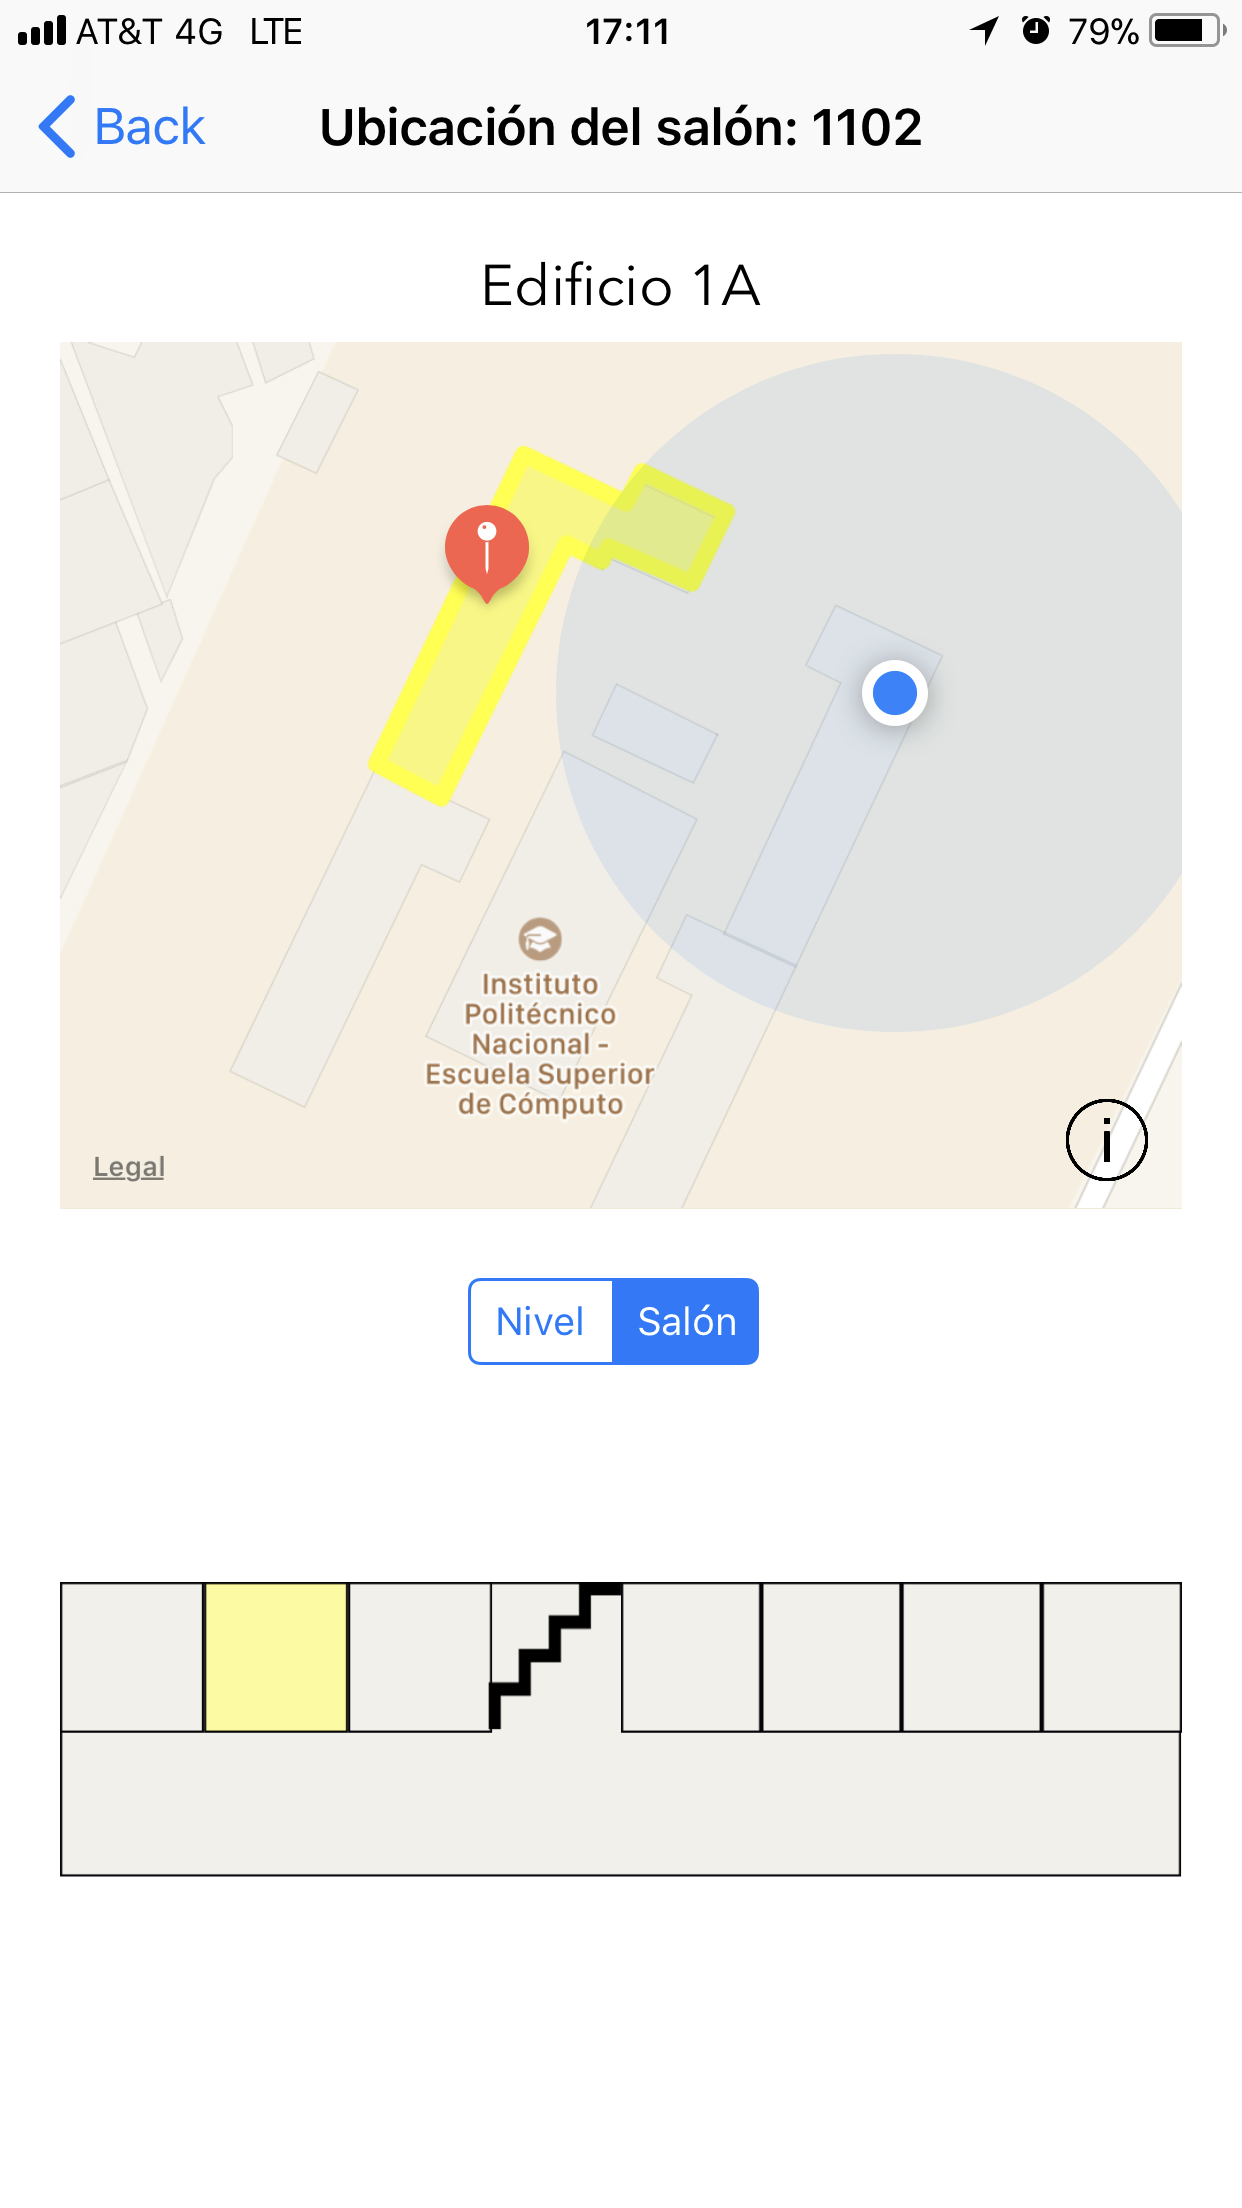 AT&T 4G LTE 17:11 79%
Back Ubicación del salón: 1102
Edificio 1A
Instituto
Politécnico
Nacional -
Escuela Superior
de Cómputo
Legal
i
Nivel Salón